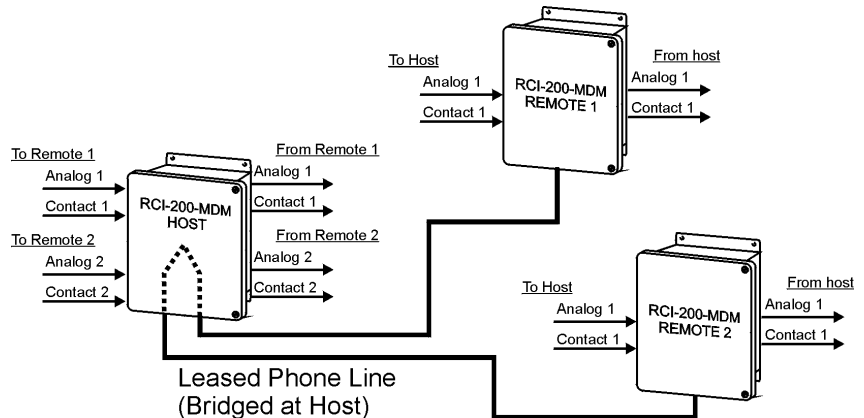 To Host
Analog 1
Contact 1
RCI-200-MDM
REMOTE 1
From host
Analog 1
Contact 1
To Remote 1
Analog 1
Contact 1
To Remote 2
Analog 2
Contact 2
RCI-200-MDM
HOST
From Remote 1
Analog 1
Contact 1
From Remote 2
Analog 2
Contact 2
To Host
Analog 1
Contact 1
RCI-200-MDM
REMOTE 2
From host
Analog 1
Contact 1
Leased Phone Line
(Bridged at Host)